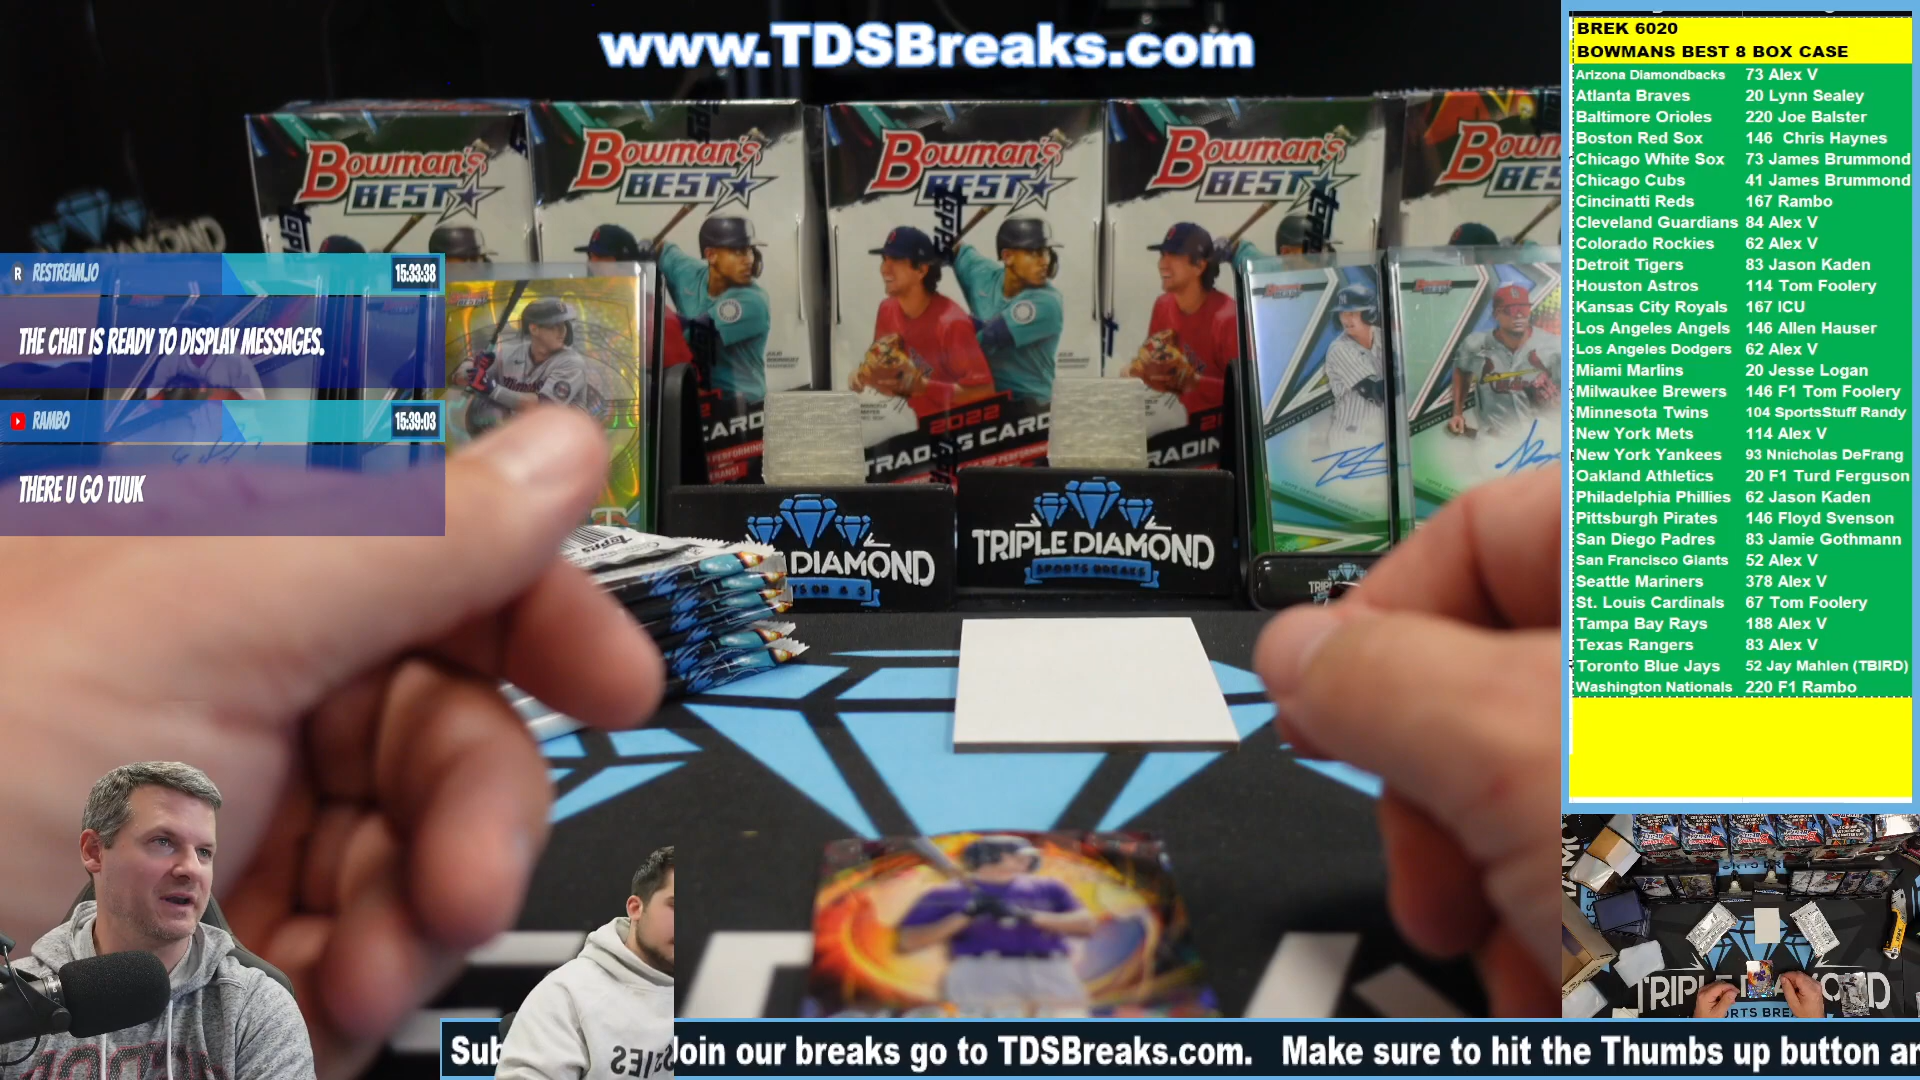 www.TDSBreaks.com
BREK 6020
BOWMANS BEST 8 BOX CASE
Arizona Diamondbacks 73 Alex V
Atlanta Braves 20 Lynn Sealey
Baltimore Orioles 220 Joe Balster
Boston Red Sox 146 Chris Haynes
Chicago White Sox 73 James Brummond
Chicago Cubs 41 James Brummond
Cincinatti Reds 167 Rambo
Cleveland Guardians 84 Alex V
Colorado Rockies 62 Alex V
Detroit Tigers 83 Jason Kaden
Houston Astros 114 Tom Foolery
Kansas City Royals 167 ICU
Los Angeles Angels 146 Allen Hauser
Los Angeles Dodgers 62 Alex V
Miami Marlins 20 Jesse Logan
Milwaukee Brewers 146 F1 Tom Foolery
Minnesota Twins 104 SportsStuff Randy
New York Mets 114 Alex V
New York Yankees 93 Nnicholas DeFrang
Oakland Athletics 20 F1 Turd Ferguson
Philadelphia Phillies 62 Jason Kaden
Pittsburgh Pirates 146 Floyd Svenson
San Diego Padres 83 Jamie Gothmann
San Francisco Giants 52 Alex V
Seattle Mariners 378 Alex V
St. Louis Cardinals 67 Tom Foolery
Tampa Bay Rays 188 Alex V
Texas Rangers 83 Alex V
Toronto Blue Jays 52 Jay Mahlen (TBIRD)
Washington Nationals 220 F1 Rambo
BOWMAN'S BEST
BOWMAN'S BEST
BOWMAN'S BEST
BOWMAN'S BEST
BEST
topps
R RESTREAM.IO 15:33:38
THE CHAT IS READY TO DISPLAY MESSAGES.
RAMBO 15:39:03
THERE U GO TUUK
2022
DIAMOND
TRIPLE DIAMOND
SPORTS BREAKS
Sub
Join our breaks go to TDSBreaks.com. Make sure to hit the Thumbs up button an